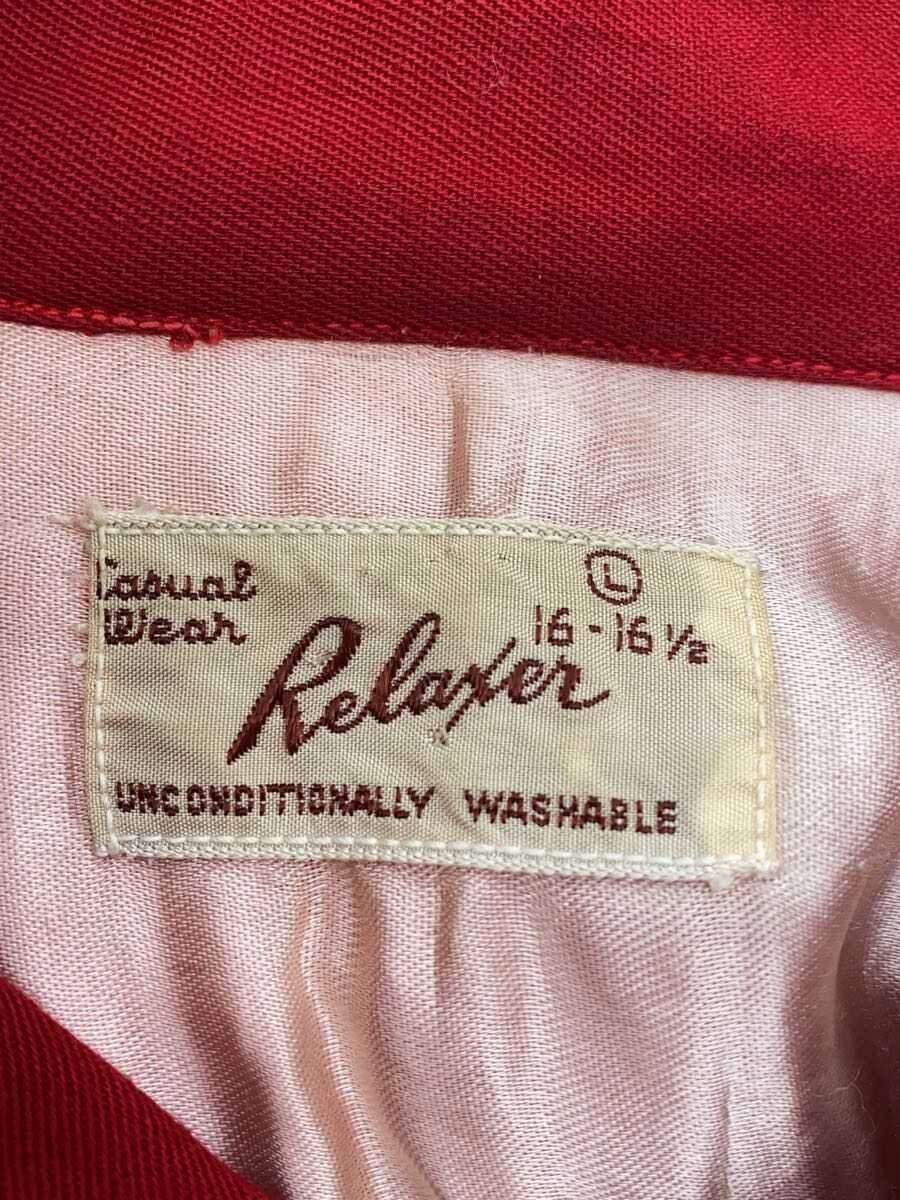 Casual
Wear
L
16 - 16 ½
Relaxer
UNCONDITIONALLY WASHABLE